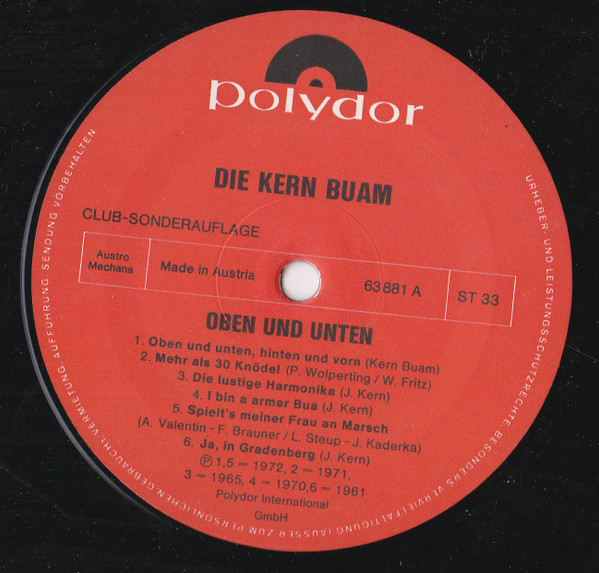 polydor
DIE KERN BUAM
CLUB-SONDERAUFLAGE
Austro
Mechana
Made in Austria
63 881 A
ST 33
OBEN UND UNTEN
1. Oben und unten, hinten und vorn (Kern Buam)
2. Mehr als 30 Knödel (P. Wolperting / W. Fritz)
3. Die lustige Harmonika (J. Kern)
4. I bin a armer Bua (J. Kern)
5. Spielt's meiner Frau an Marsch
(A. Valentin - F. Brauner / L. Steup - J. Kaderka)
6. Ja, in Gradenberg (J. Kern)
Ⓟ 1,5 — 1972, 2 — 1971,
3 — 1965, 4 — 1970,6 — 1961
Polydor International
GmbH
URHEBER- UND LEISTUNGSSCHUTZRECHTE, BESONDERS VERVIELFÄLTIGUNG (AUSSER ZUM PERSÖNLICHEN GEBRAUCH), VERMIETUNG, AUFFÜHRUNG, SENDUNG VORBEHALTEN